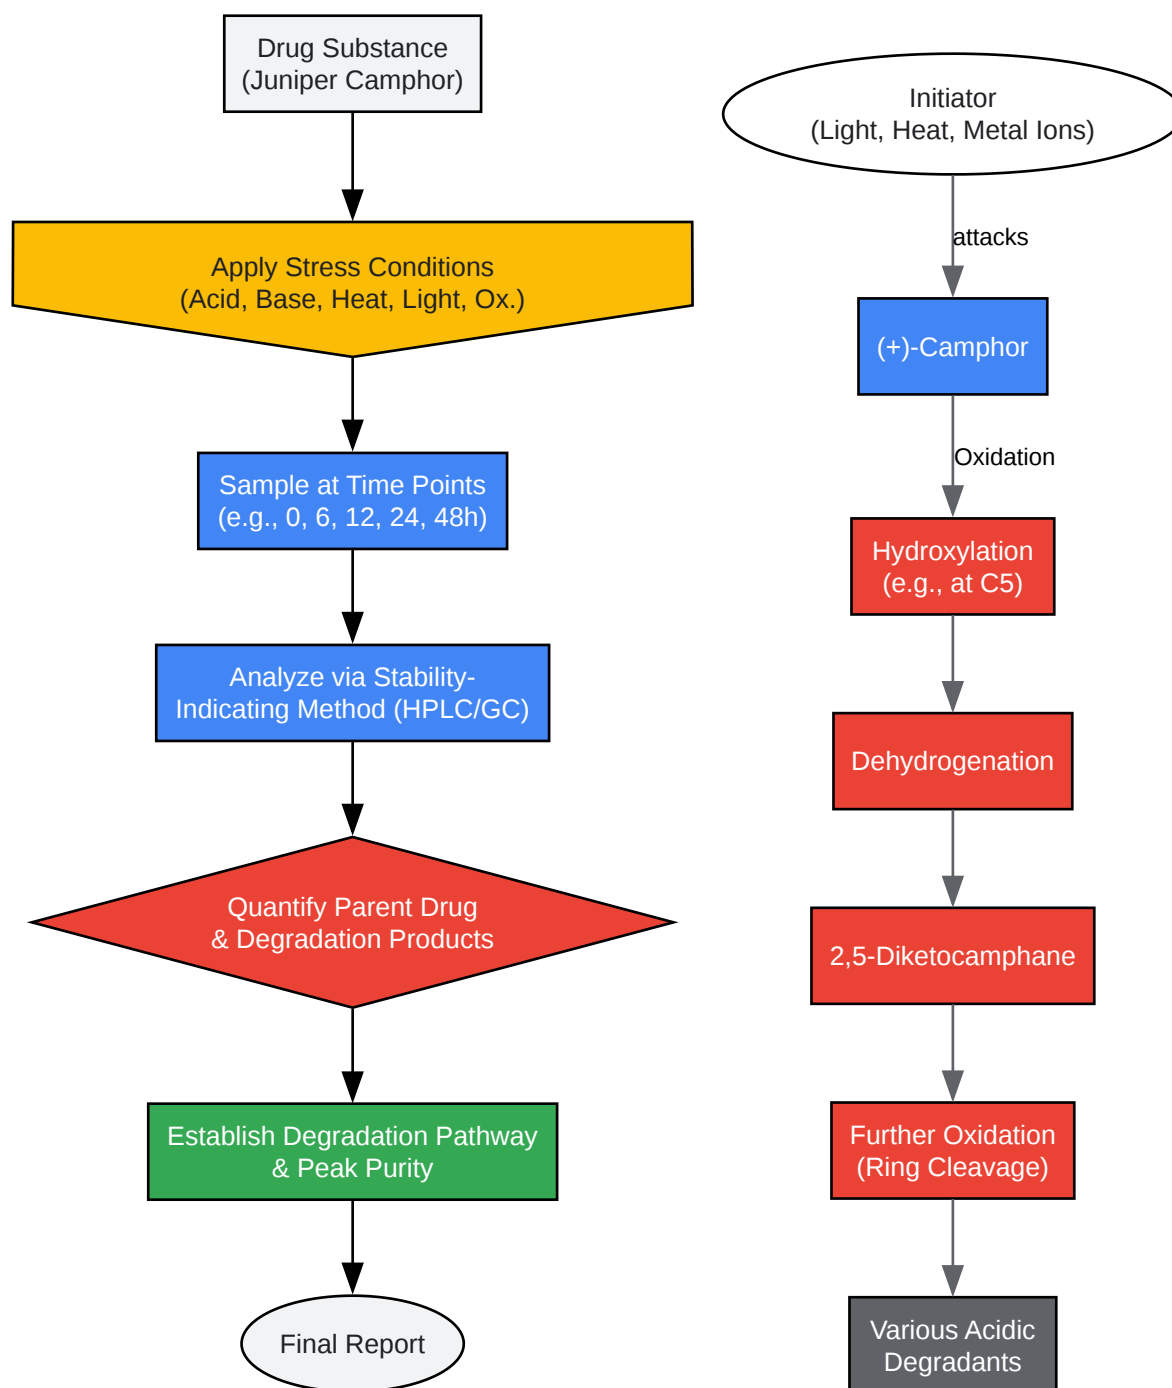 Drug Substance
(Juniper Camphor)
Apply Stress Conditions
(Acid, Base, Heat, Light, Ox.)
Sample at Time Points
(e.g., 0, 6, 12, 24, 48h)
Analyze via Stability-
Indicating Method (HPLC/GC)
Quantify Parent Drug
& Degradation Products
Establish Degradation Pathway
& Peak Purity
Final Report
Initiator
(Light, Heat, Metal Ions)
attacks
(+)-Camphor
Oxidation
Hydroxylation
(e.g., at C5)
Dehydrogenation
2,5-Diketocamphane
Further Oxidation
(Ring Cleavage)
Various Acidic
Degradants